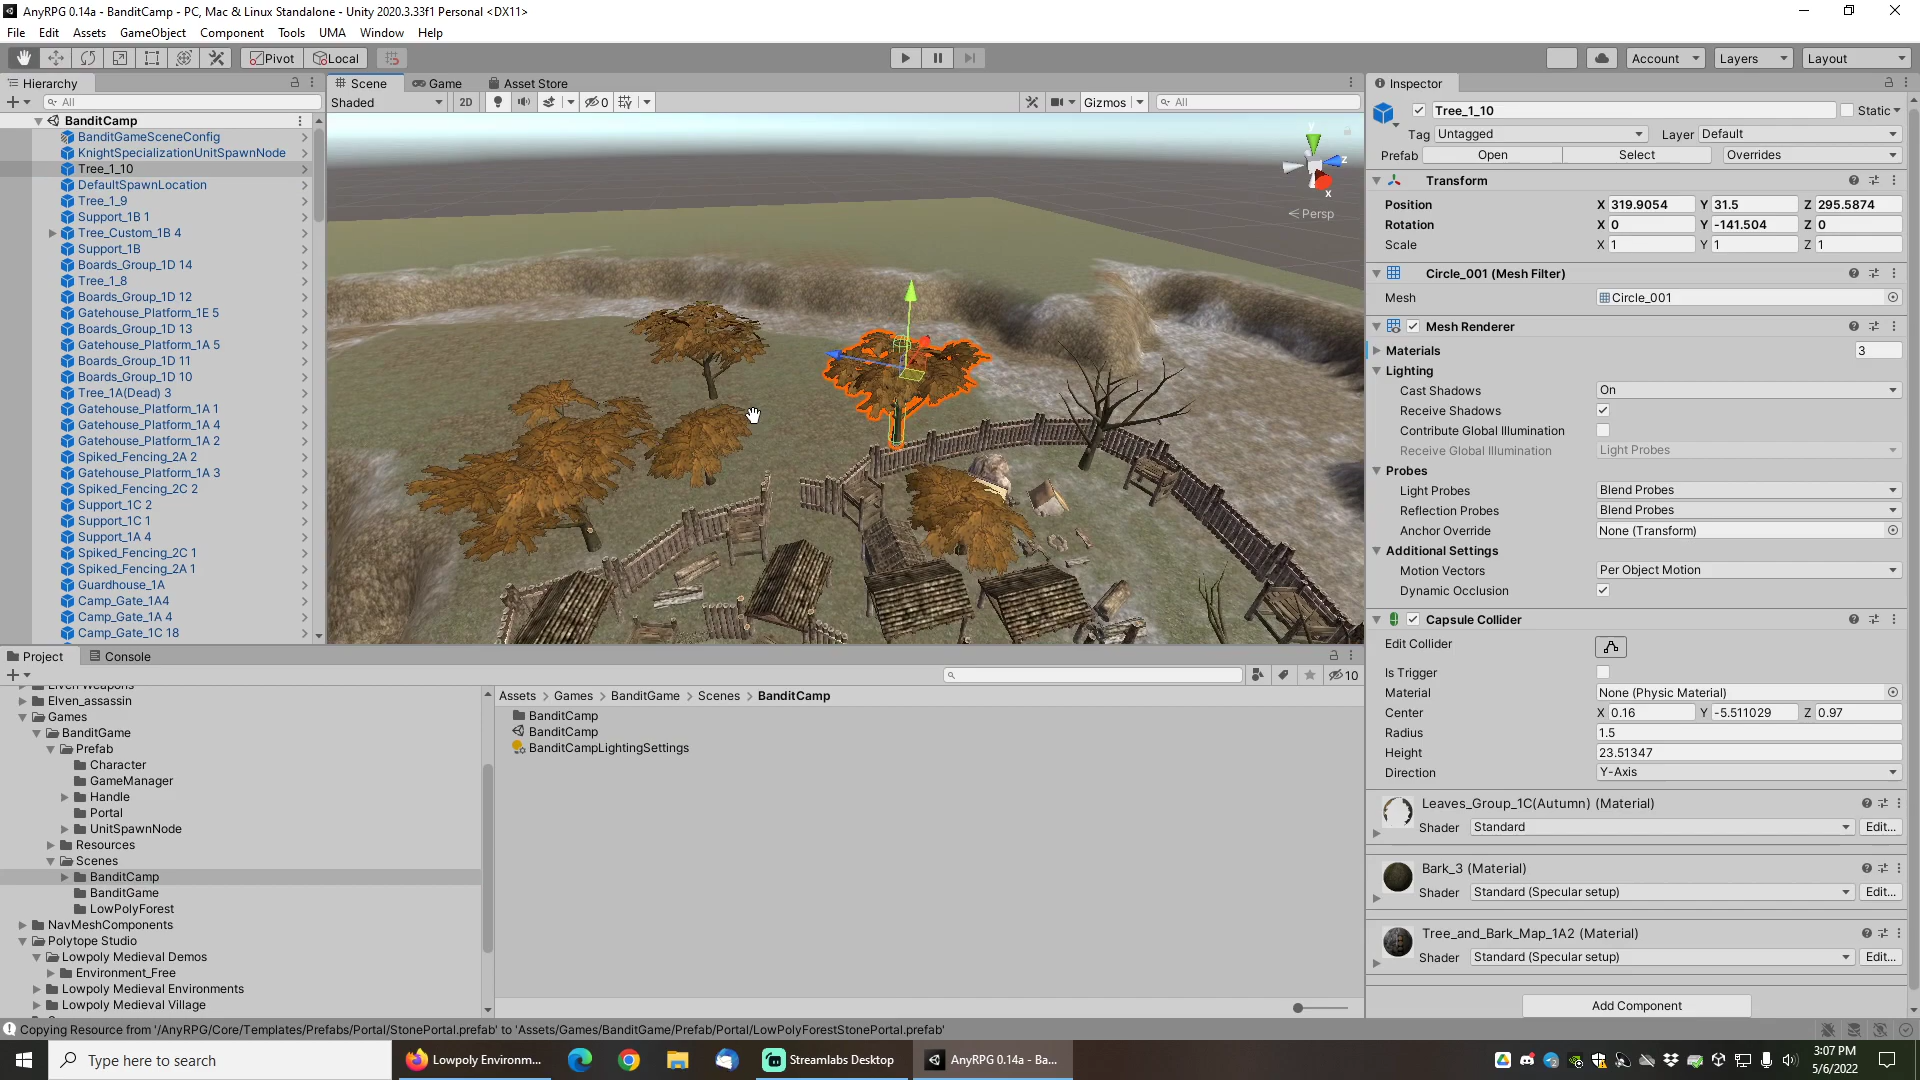 AnyRPG 0.14a - BanditCamp - PC, Mac & Linux Standalone - Unity 2020.3.33f1 Personal <DX11>
File Edit Assets GameObject Component Tools UMA Window Help
Pivot Local Account Layers Layout
Hierarchy
All
BanditCamp
BanditGameSceneConfig
KnightSpecializationUnitSpawnNode
Tree_1_10
DefaultSpawnLocation
Tree_1_9
Support_1B 1
Tree_Custom_1B 4
Support_1B
Boards_Group_1D 14
Tree_1_8
Boards_Group_1D 12
Gatehouse_Platform_1E 5
Boards_Group_1D 13
Gatehouse_Platform_1A 5
Boards_Group_1D 11
Boards_Group_1D 10
Tree_1A(Dead) 3
Gatehouse_Platform_1A 1
Gatehouse_Platform_1A 4
Gatehouse_Platform_1A 2
Spiked_Fencing_2A 2
Gatehouse_Platform_1A 3
Spiked_Fencing_2C 2
Support_1C 2
Support_1C 1
Support_1A 4
Spiked_Fencing_2C 1
Spiked_Fencing_2A 1
Guardhouse_1A
Camp_Gate_1A4
Camp_Gate_1A 4
Camp_Gate_1C 18
Scene Game Asset Store
Shaded 2D 0 Gizmos All
y
z
x
Persp
Inspector
Tree_1_10 Static
Tag Untagged Layer Default
Prefab Open Select Overrides
Transform
Position X 319.9054 Y 31.5 Z 295.5874
Rotation X 0 Y -141.504 Z 0
Scale X 1 Y 1 Z 1
Circle_001 (Mesh Filter)
Mesh Circle_001
Mesh Renderer
Materials 3
Lighting
Cast Shadows On
Receive Shadows
Contribute Global Illumination
Receive Global Illumination Light Probes
Probes
Light Probes Blend Probes
Reflection Probes Blend Probes
Anchor Override None (Transform)
Additional Settings
Motion Vectors Per Object Motion
Dynamic Occlusion
Capsule Collider
Edit Collider
Is Trigger
Material None (Physic Material)
Center X 0.16 Y -5.511029 Z 0.97
Radius 1.5
Height 23.51347
Direction Y-Axis
Leaves_Group_1C(Autumn) (Material)
Shader Standard Edit...
Bark_3 (Material)
Shader Standard (Specular setup) Edit...
Tree_and_Bark_Map_1A2 (Material)
Shader Standard (Specular setup) Edit...
Add Component
Project Console
10
Elven Weapons
Elven_assassin
Games
BanditGame
Prefab
Character
GameManager
Handle
Portal
UnitSpawnNode
Resources
Scenes
BanditCamp
BanditGame
LowPolyForest
NavMeshComponents
Polytope Studio
Lowpoly Medieval Demos
Environment_Free
Lowpoly Medieval Environments
Lowpoly Medieval Village
Assets > Games > BanditGame > Scenes > BanditCamp
BanditCamp
BanditCamp
BanditCampLightingSettings
Copying Resource from '/AnyRPG/Core/Templates/Prefabs/Portal/StonePortal.prefab' to 'Assets/Games/BanditGame/Prefab/Portal/LowPolyForestStonePortal.prefab'
Type here to search
Lowpoly Environm... Streamlabs Desktop AnyRPG 0.14a - Ba...
3:07 PM
5/6/2022